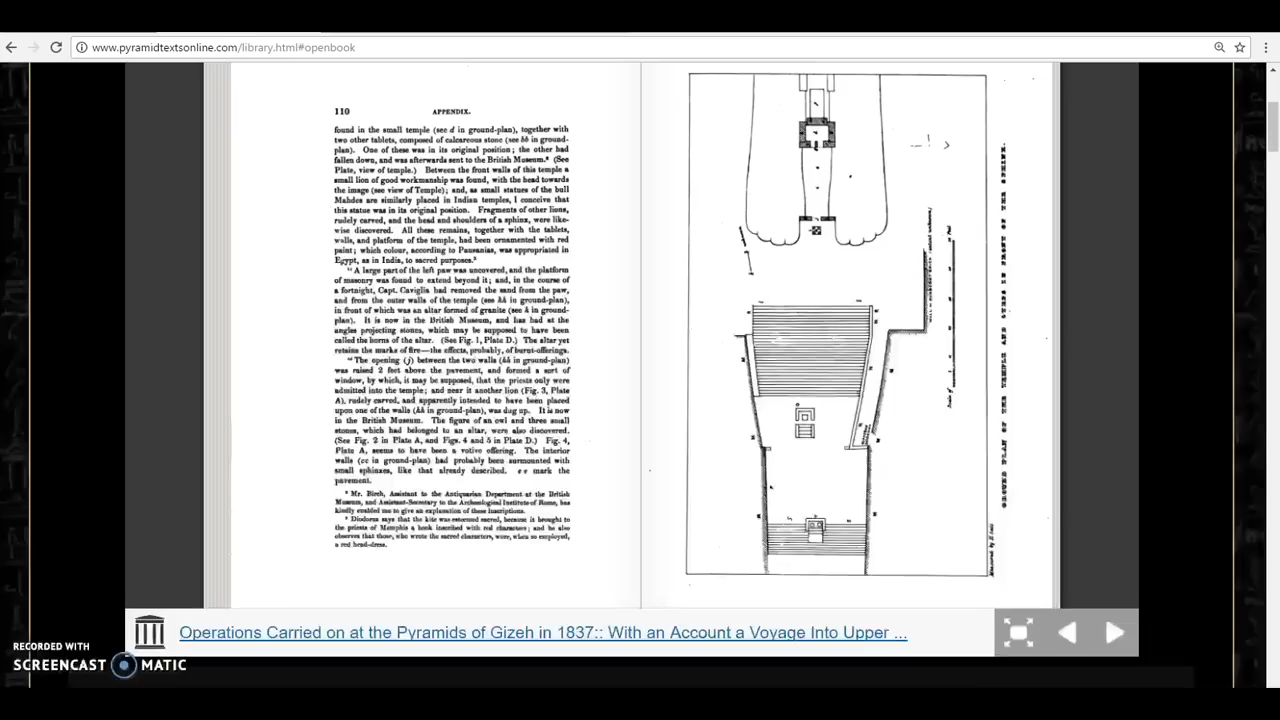 www.pyramidtextsonline.com/library.html#openbook
110 APPENDIX.
found in the small temple (see d in ground-plan), together with
two other tablets, composed of calcareous stone (see bb in ground-
plan). One of these was in its original position; the other had
fallen down, and was afterwards sent to the British Museum.⁸ (See
Plate, view of temple.) Between the front walls of this temple a
small lion of good workmanship was found, with the head towards
the image (see view of Temple); and, as small statues of the bull
Mahdes are similarly placed in Indian temples, I conceive that
this statue was in its original position. Fragments of other lions,
rudely carved, and the head and shoulders of a sphinx, were like-
wise discovered. All these remains, together with the tablets,
walls, and platform of the temple, had been ornamented with red
paint; which colour, according to Pausanias, was appropriated in
Egypt, as in India, to sacred purposes.⁹
" A large part of the left paw was uncovered, and the platform
of masonry was found to extend beyond it; and, in the course of
a fortnight, Capt. Caviglia had removed the sand from the paw,
and from the outer walls of the temple (see hh in ground-plan),
in front of which was an altar formed of granite (see k in ground-
plan). It is now in the British Museum, and has had at the
angles projecting stones, which may be supposed to have been
called the horns of the altar. (See Fig. 1, Plate D.) The altar yet
retains the marks of fire—the effects, probably, of burnt-offerings.
" The opening (j) between the two walls (hh in ground-plan)
was raised 2 feet above the pavement, and formed a sort of
window, by which, it may be supposed, that the priests only were
admitted into the temple; and near it another lion (Fig. 3, Plate
A), rudely carved, and apparently intended to have been placed
upon one of the walls (hh in ground-plan), was dug up. It is now
in the British Museum. The figure of an owl and three small
stones, which had belonged to an altar, were also discovered.
(See Fig. 2 in Plate A, and Figs. 4 and 5 in Plate D.) Fig. 4,
Plate A, seems to have been a votive offering. The interior
walls (cc in ground-plan) had probably been surmounted with
small sphinxes, like that already described. e e mark the
pavement.
Mr. Birch, Assistant to the Antiquarian Department at the British
Museum, and Assistant-Secretary to the Archæological Institute of Rome, has
kindly enabled me to give an explanation of these inscriptions.
Diodorus says that the kite was esteemed sacred, because it brought to
the priests of Memphis a book inscribed with red characters; and he also
observes that those, who wrote the sacred characters, wore, when so employed,
a red head-dress.
GROUND PLAN OF THE TEMPLE AND STEPS IN FRONT OF THE SPHINX.
Operations Carried on at the Pyramids of Gizeh in 1837:: With an Account a Voyage Into Upper ...
RECORDED WITH
SCREENCAST MATIC